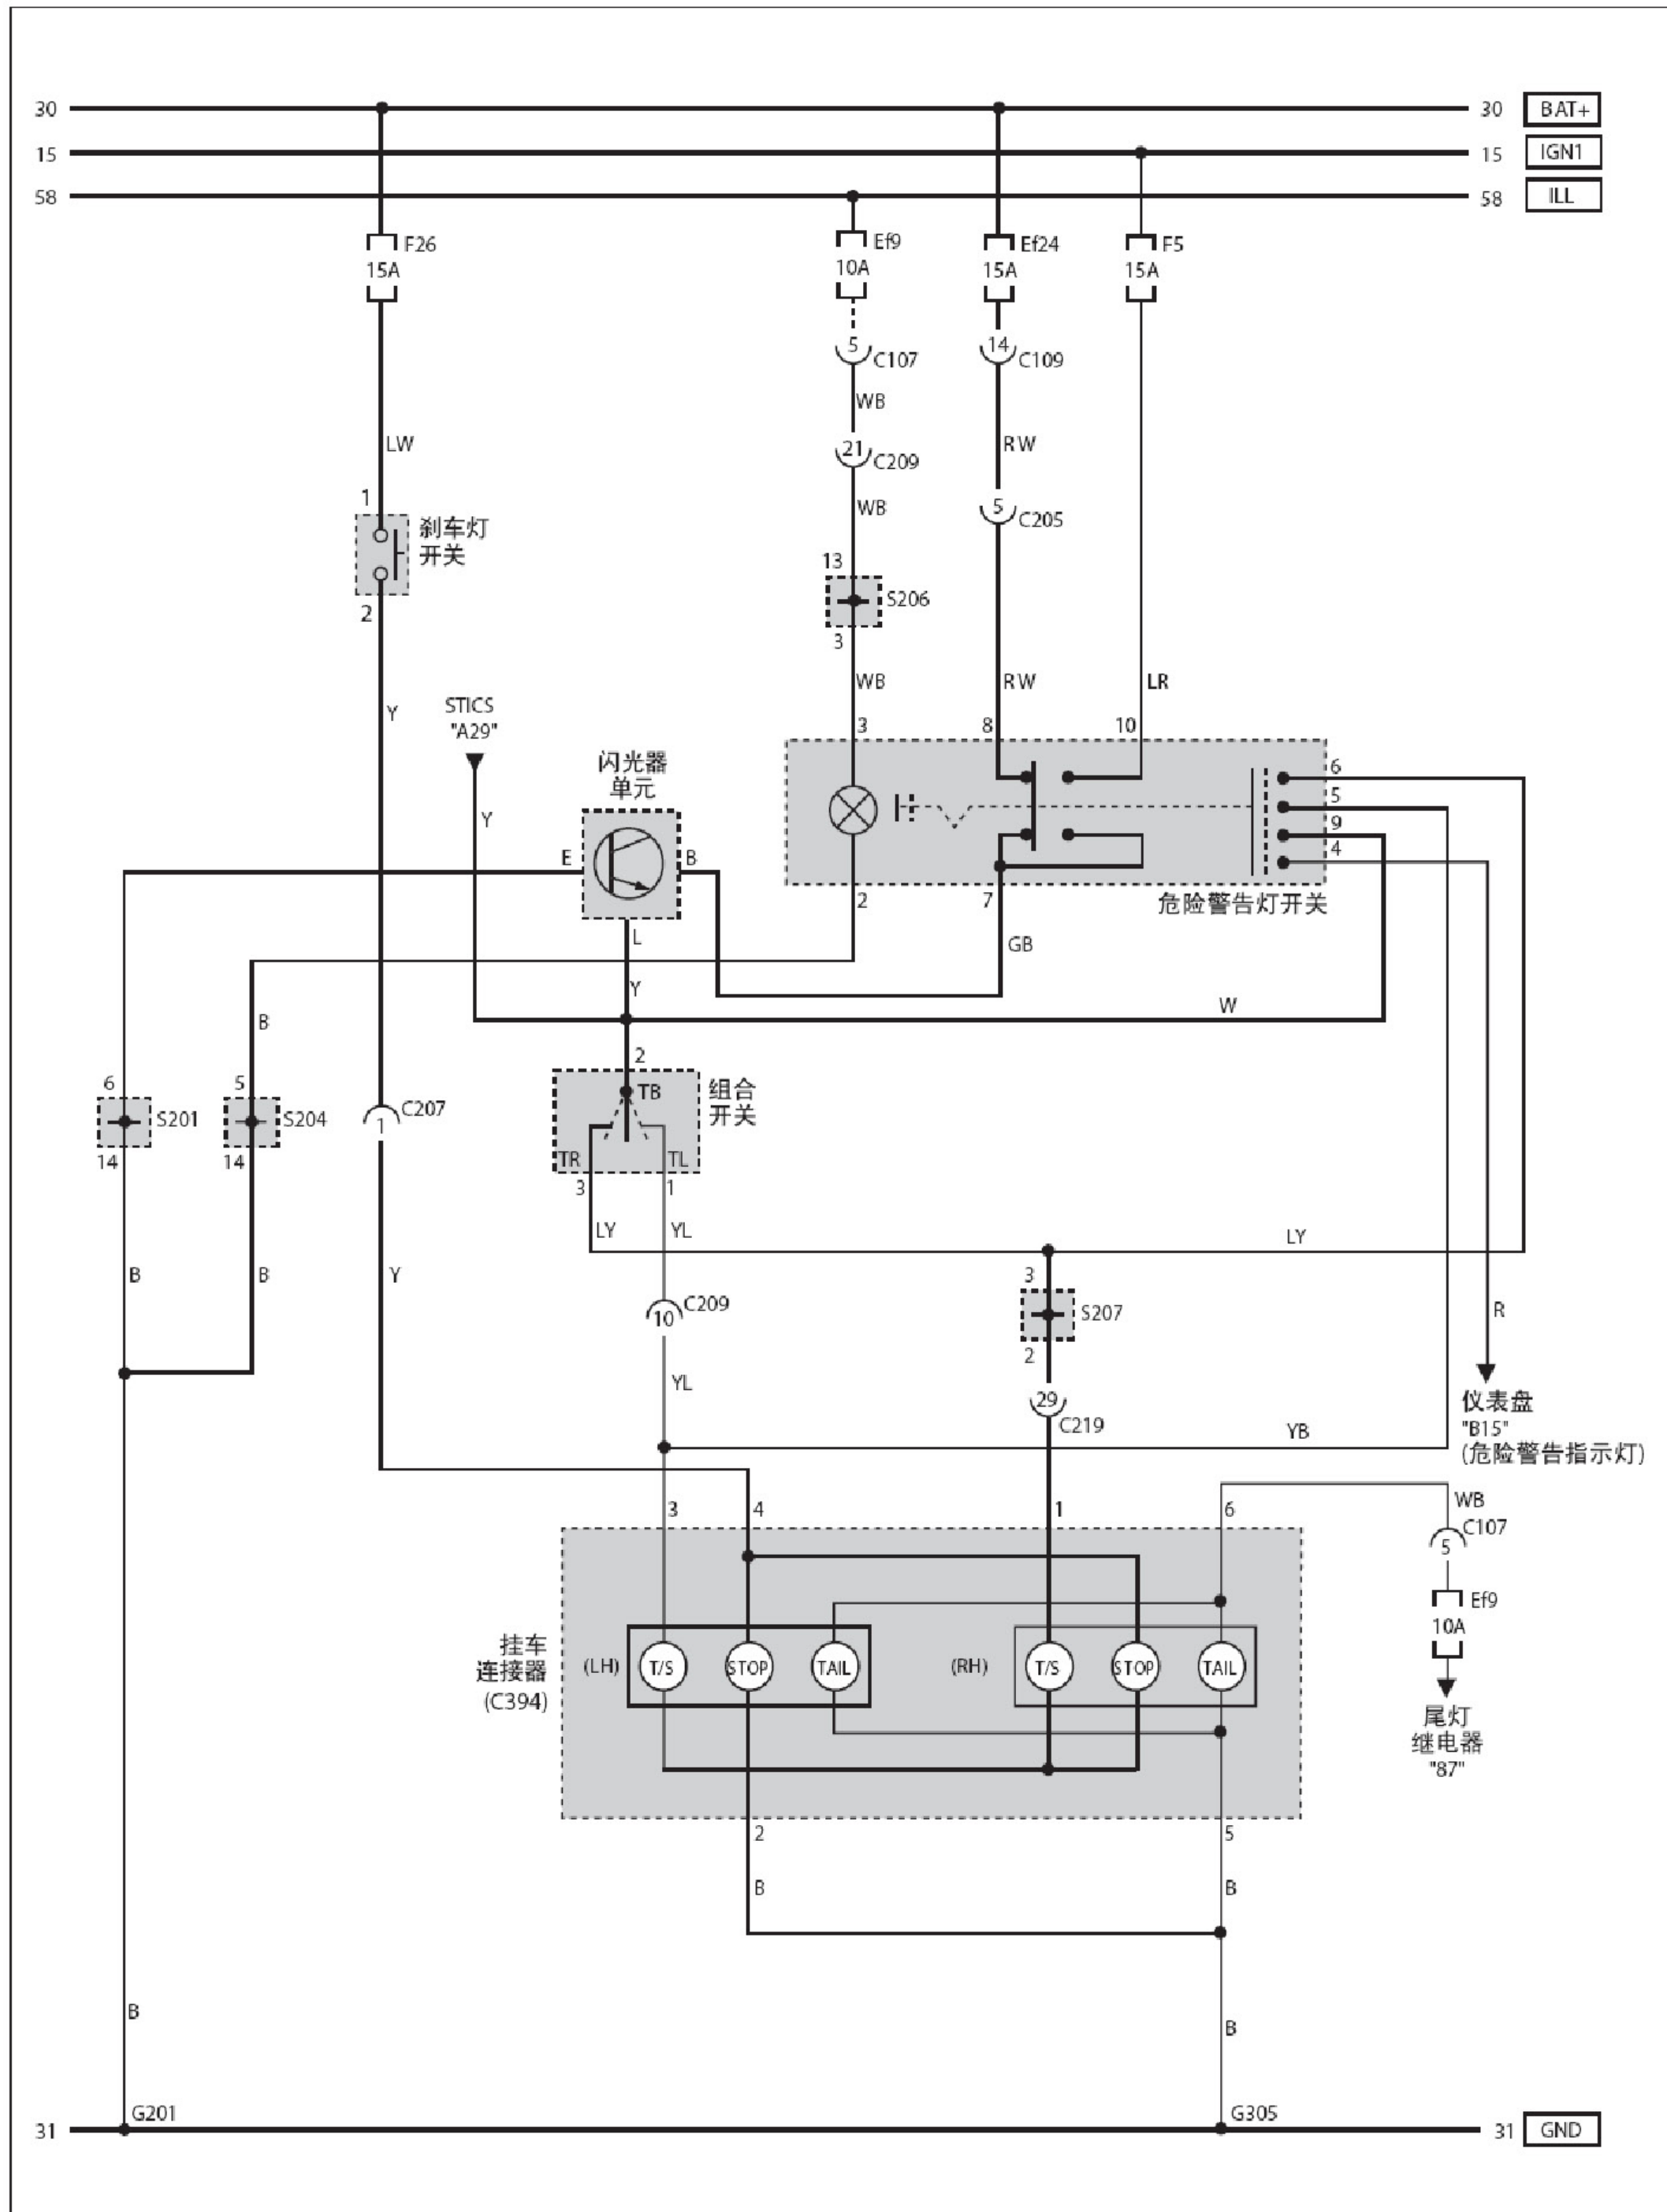 30
30
BAT+
15
15
IGN1
58
58
ILL
F26
15A
Ef9
10A
Ef24
15A
F5
15A
5
C107
14
C109
WB
LW
21
C209
RW
1
WB
5
C205
刹车灯
开关
13
S206
2
3
Y
STICS
"A29"
WB
RW
LR
3
8
10
闪光器
单元
6
5
9
4
Y
E
B
2
7
危险警告灯开关
L
GB
Y
W
B
2
6
5
TB
组合
开关
S201
S204
C207
1
14
14
TR
TL
3
1
LY
YL
LY
B
B
Y
3
C209
10
S207
R
2
YL
29
C219
仪表盘
"B15"
(危险警告指示灯)
YB
3
4
1
6
WB
C107
5
Ef9
10A
挂车
连接器
(C394)
(LH)
T/S
STOP
TAIL
(RH)
T/S
STOP
TAIL
尾灯
继电器
"87"
2
5
B
B
B
B
31
G201
G305
31
GND